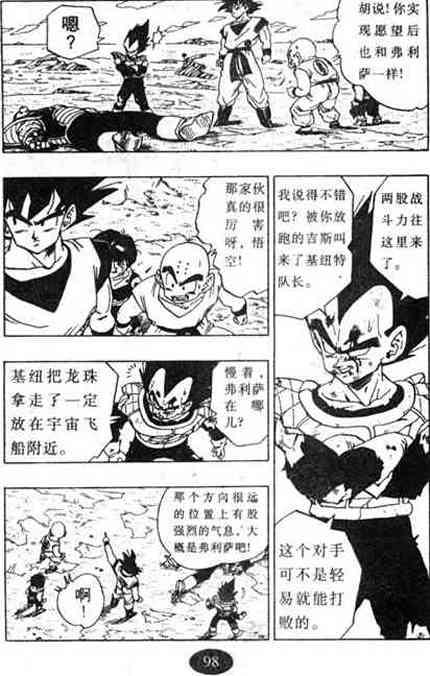 胡说！你实
现愿望后
也和弗利
萨一样！
嗯
？
两股战
斗力往
这里来
了。
我说得不错
吧？被你放
跑的吉斯叫
来了基纽特
队长。
那家伙
真的很
厉害
呀，悟
空！
慢着，
弗利萨
在哪
儿？
基纽把龙珠
拿走了一定
放在宇宙飞
船附近。
那个方向很远
的位置上有股
强烈的气息，大
概是弗利萨吧！
啊！
这个对手
可不是轻
易就能打
败的。
98